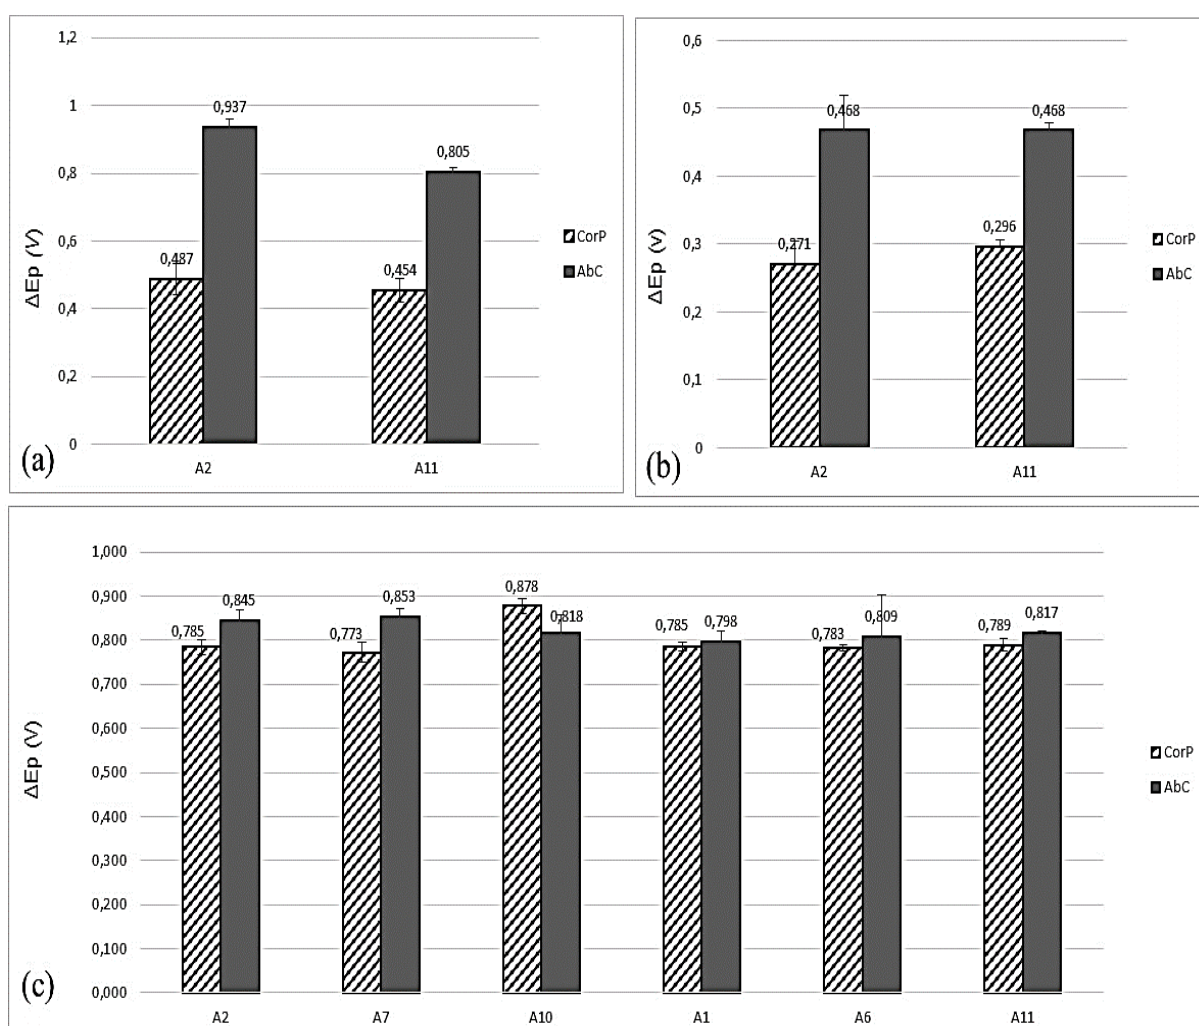 1,2
1
0,8
0,6
0,4
0,2
0
ΔEp (V)
0,937
0,805
0,487
0,454
A2
A11
CorP
AbC
(a)
0,6
0,5
0,4
0,3
0,2
0,1
0
ΔEp (v)
0,468
0,468
0,271
0,296
A2
A11
CorP
AbC
(b)
1,000
0,900
0,800
0,700
0,600
0,500
0,400
0,300
0,200
0,100
0,000
ΔEp (V)
0,785
0,845
0,773
0,853
0,878
0,818
0,785
0,798
0,783
0,809
0,789
0,817
A2
A7
A10
A1
A6
A11
CorP
AbC
(c)